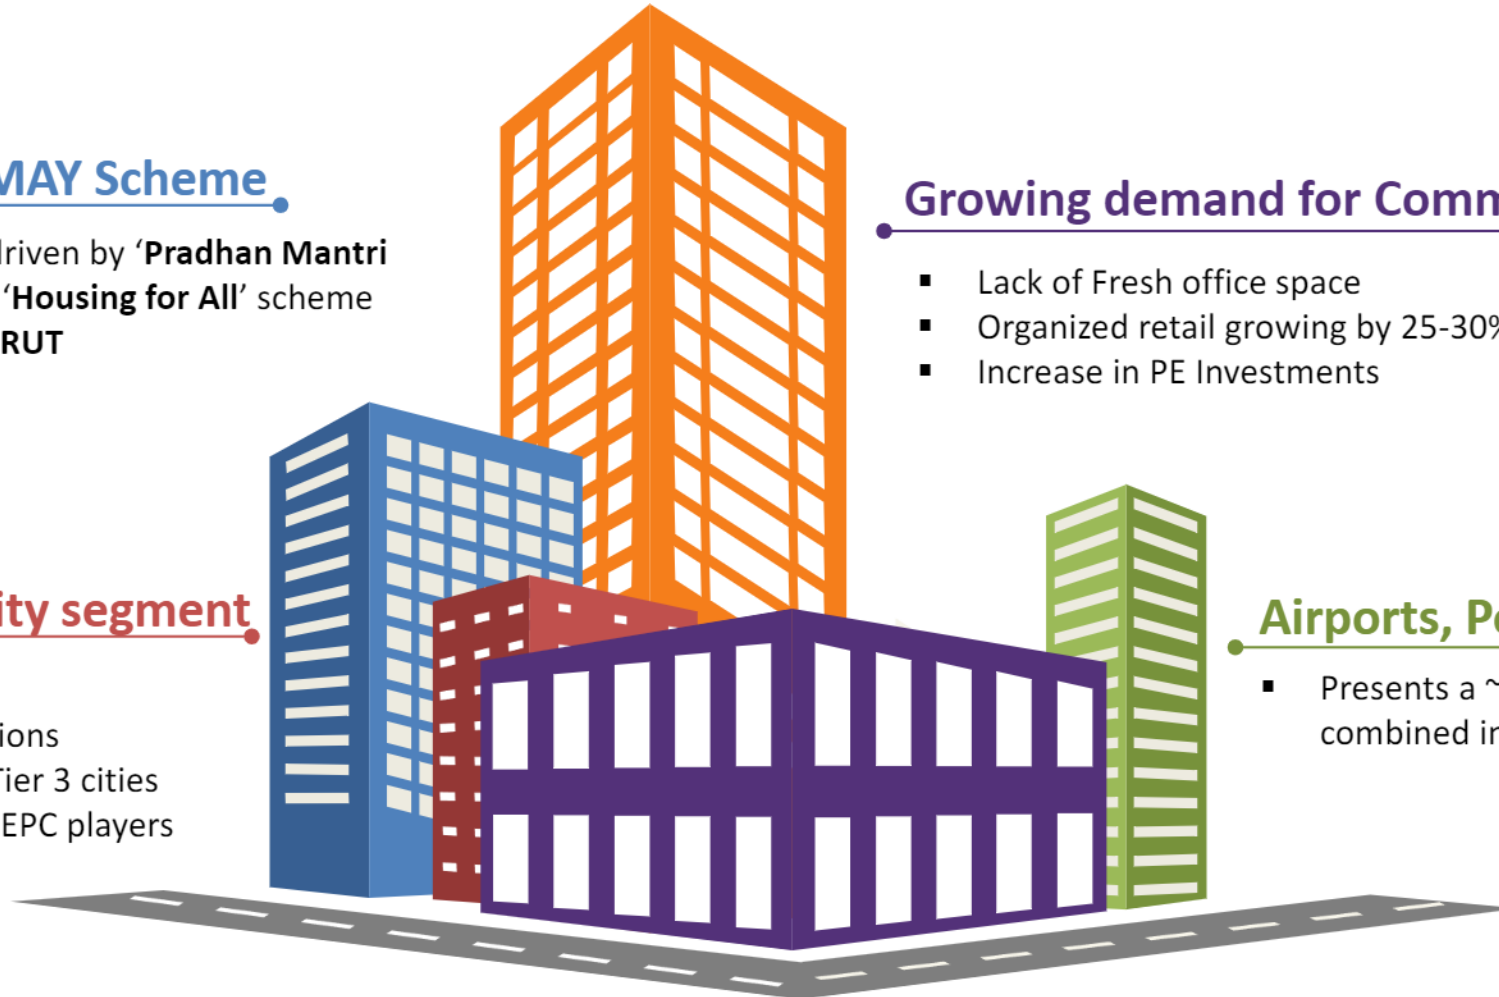 MAY Scheme
driven by ‘Pradhan Mantri
‘Housing for All’ scheme
RUT
Growing demand for Comm
▪ Lack of Fresh office space
▪ Organized retail growing by 25-30%
▪ Increase in PE Investments
ity segment
ions
Tier 3 cities
EPC players
Airports, Po
▪ Presents a ~
combined in